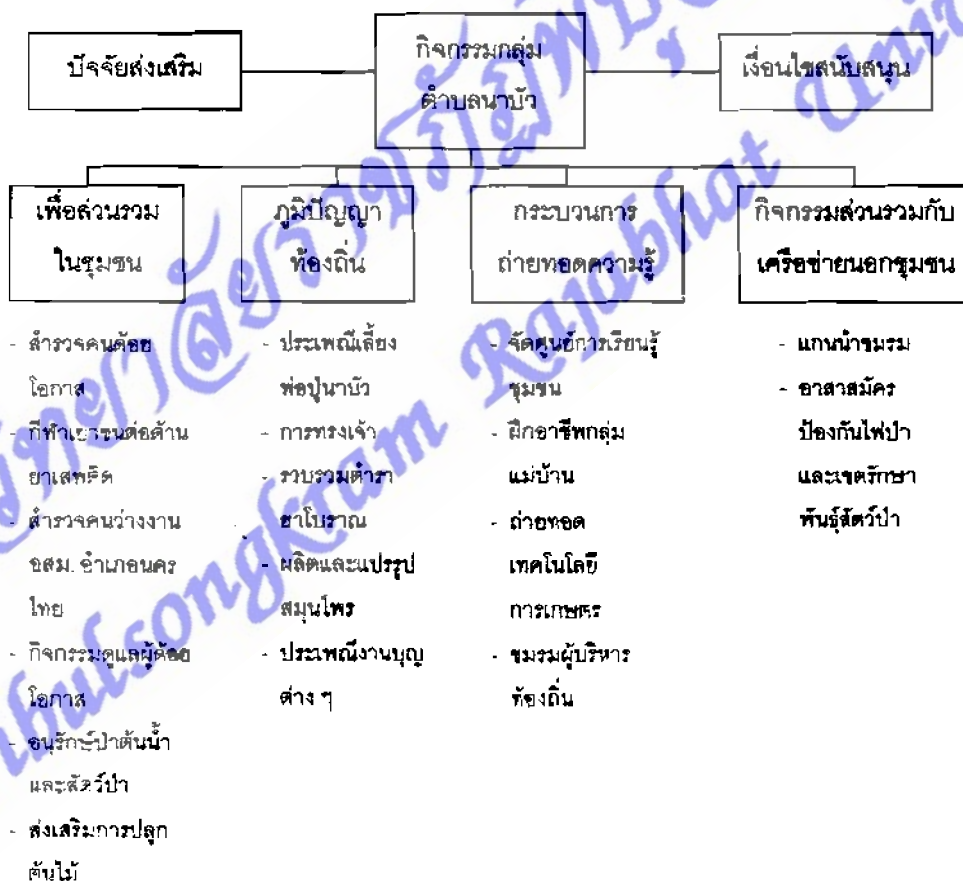 ปัจจัยส่งเสริม
กิจกรรมกลุ่ม
ตำบลนาบัว
เงื่อนไขสนับสนุน
เพื่อส่วนรวม
ในชุมชน
ภูมิปัญญา
ท้องถิ่น
กระบวนการ
ถ่ายทอดความรู้
กิจกรรมส่วนรวมกับ
เครือข่ายนอกชุมชน
- สำรวจคนด้อย
โอกาส
- กีฬาเยาวชนต่อต้าน
ยาเสพติด
- สำรวจคนว่างงาน
อสม. อำเภอนคร
ไทย
- กิจกรรมดูแลผู้ด้อย
โอกาส
- อนุรักษ์ป่าต้นน้ำ
และสัตว์ป่า
- ส่งเสริมการปลูก
ต้นไม้
- ประเพณีเลี้ยง
พ่อปู่นาบัว
- การทรงเจ้า
- รวบรวมตำรา
ยาโบราณ
- ผลิตและแปรรูป
สมุนไพร
- ประเพณีงานบุญ
ต่าง ๆ
- จัดศูนย์การเรียนรู้
ชุมชน
- ฝึกอาชีพกลุ่ม
แม่บ้าน
- ถ่ายทอด
เทคโนโลยี
การเกษตร
- ชมรมผู้บริหาร
ท้องถิ่น
- แกนนำชมรม
- อาสาสมัคร
ป้องกันไฟป่า
และเขตรักษา
พันธุ์สัตว์ป่า
Rajabhat